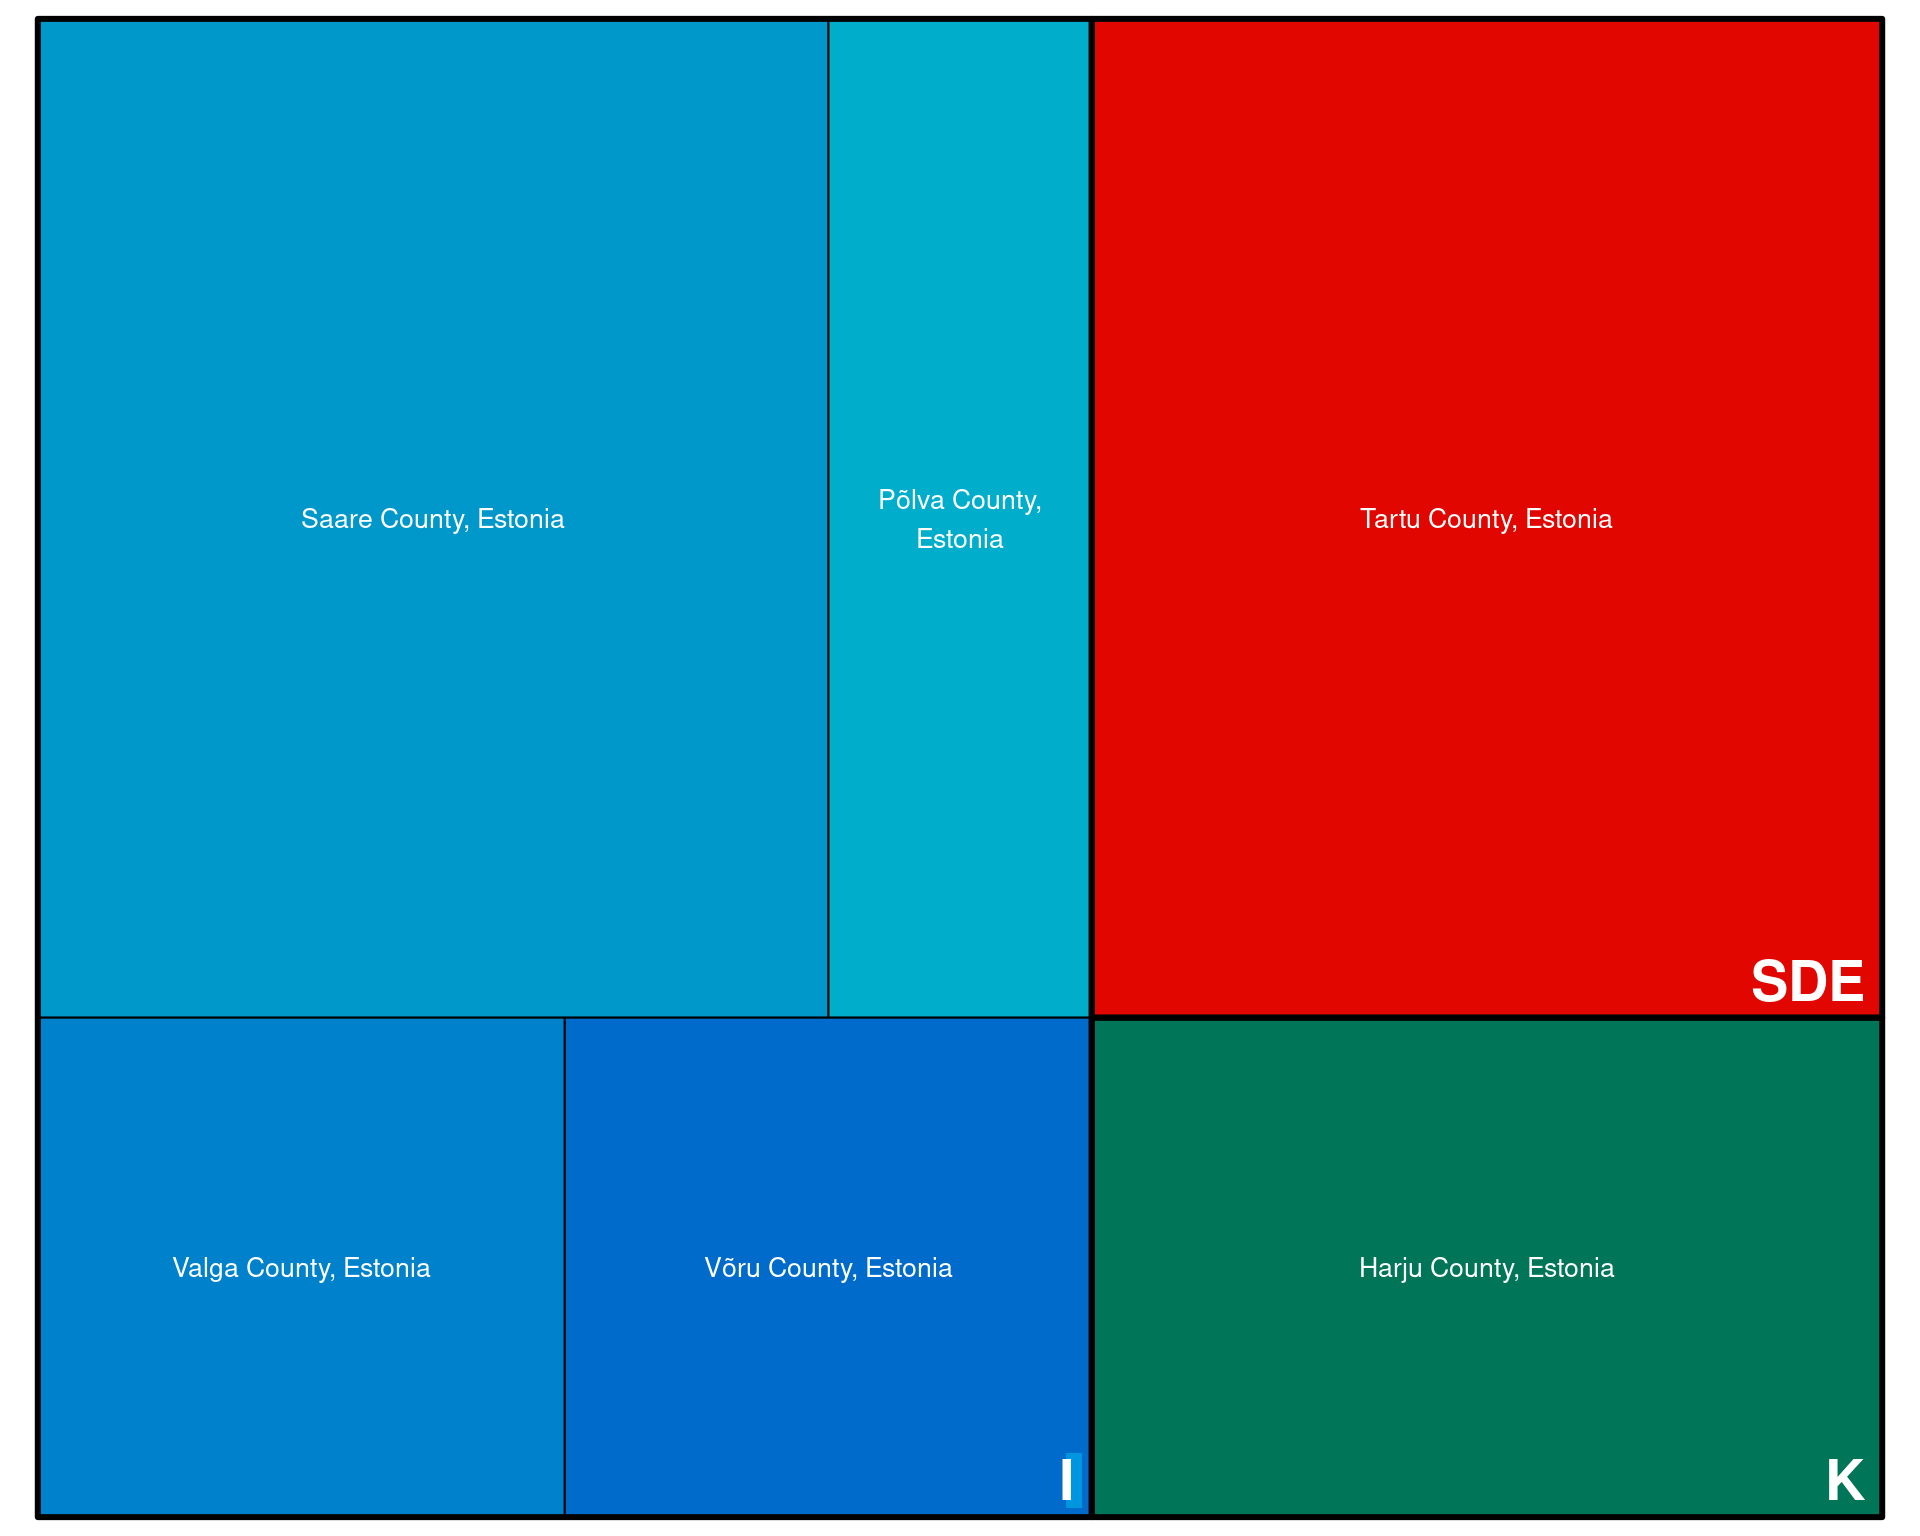 Saare County, Estonia
Põlva County,
Estonia
Tartu County, Estonia
SDE
Valga County, Estonia
Võru County, Estonia
I
Harju County, Estonia
K